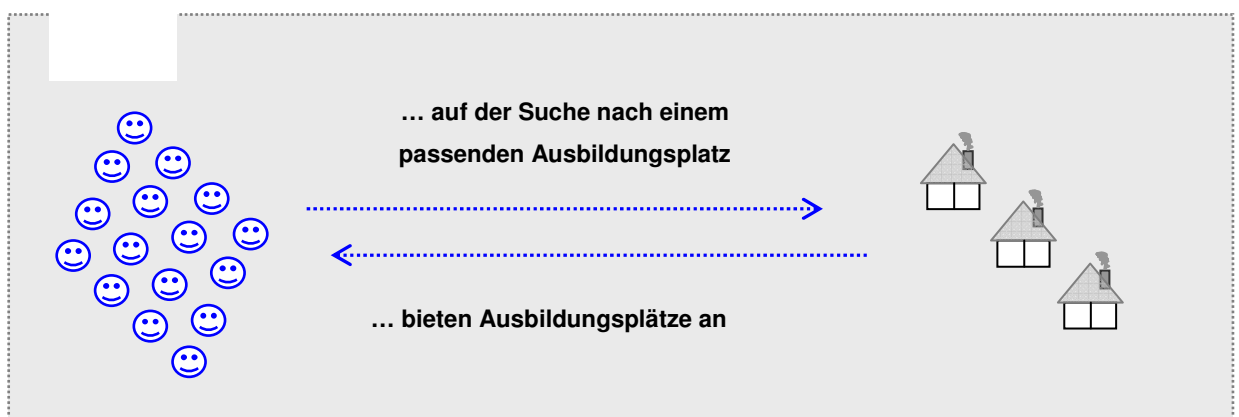 … auf der Suche nach einem
passenden Ausbildungsplatz
… bieten Ausbildungsplätze an